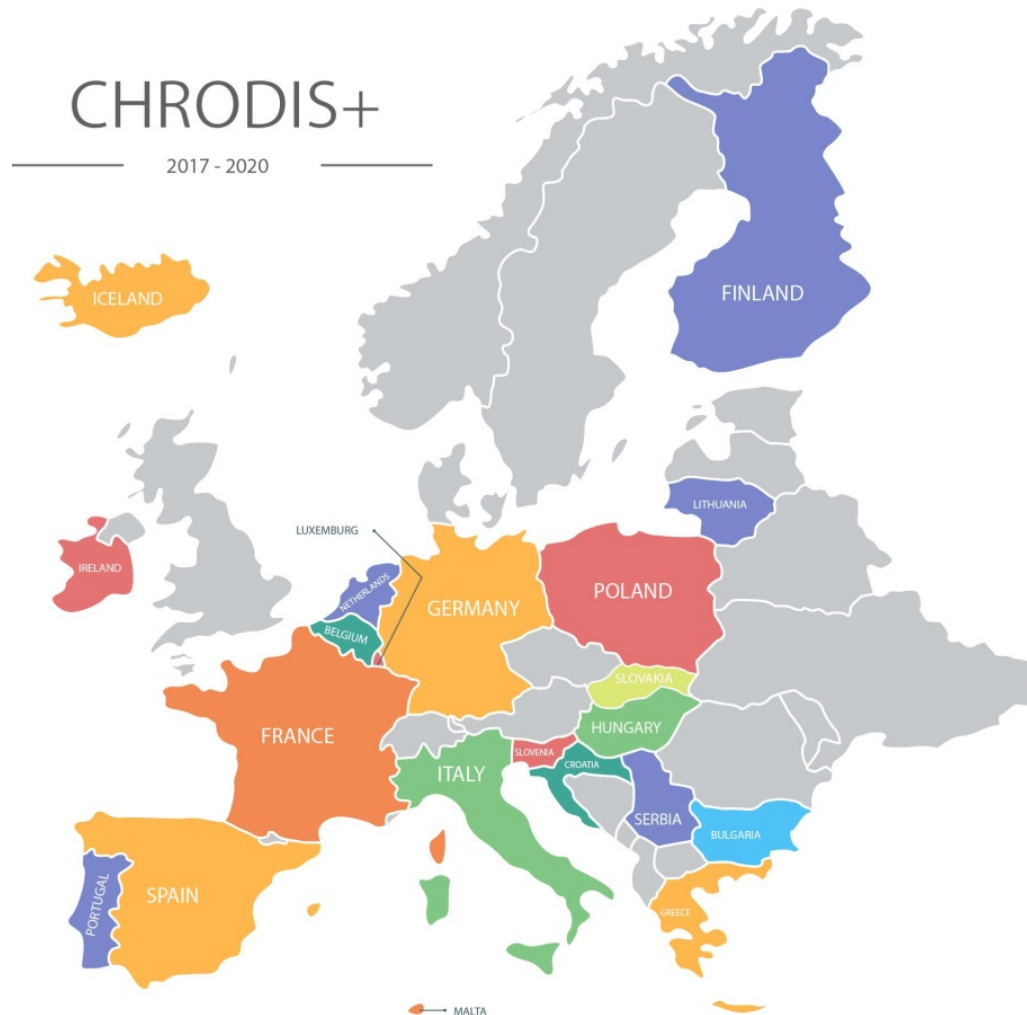 CHRODIS+
2017 - 2020
ICELAND
FINLAND
LITHUANIA
LUXEMBURG
IRELAND
NETHERLANDS
BELGIUM
GERMANY
POLAND
SLOVAKIA
FRANCE
HUNGARY
SLOVENIA
CROATIA
ITALY
SERBIA
BULGARIA
PORTUGAL
SPAIN
GREECE
MALTA